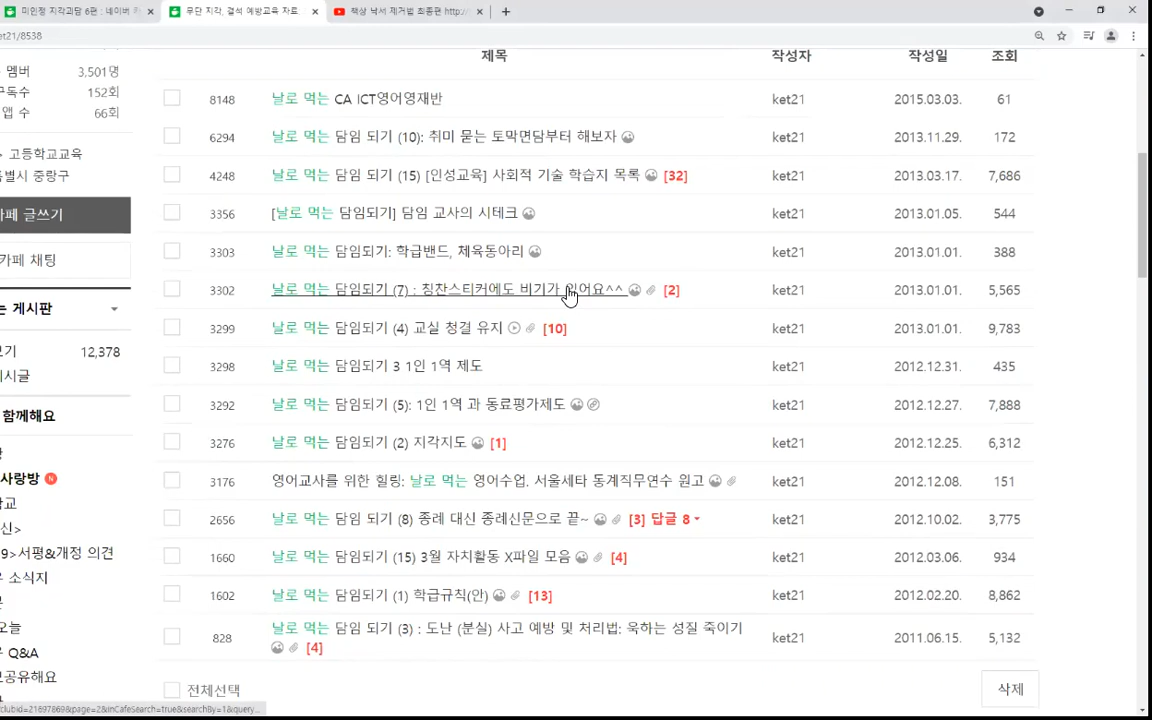 미인정 지각괴담 6편 : 네이버 카
무단 지각, 결석 예방교육 자료
책상 낙서 제거법 최종편 http://
et21/8538
제목 작성자 작성일 조회
멤버 3,501명
구독수 152회
앱 수 66회
> 고등학교교육
특별시 중랑구
카페 글쓰기
카페 채팅
는 게시판
보기 12,378
시글
함께해요
사랑방 N
학교
신>
9>서평&개정 의견
우 소식지
문
오늘
우 Q&A
보공유해요
8148 날로 먹는 CA ICT영어영재반 ket21 2015.03.03. 61
6294 날로 먹는 담임 되기 (10): 취미 묻는 토막면담부터 해보자 ket21 2013.11.29. 172
4248 날로 먹는 담임 되기 (15) [인성교육] 사회적 기술 학습지 목록 [32] ket21 2013.03.17. 7,686
3356 [날로 먹는 담임되기] 담임 교사의 시테크 ket21 2013.01.05. 544
3303 날로 먹는 담임되기: 학급밴드, 체육동아리 ket21 2013.01.01. 388
3302 날로 먹는 담임되기 (7) : 칭찬스티커에도 비기가 있어요^^ [2] ket21 2013.01.01. 5,565
3299 날로 먹는 담임되기 (4) 교실 청결 유지 [10] ket21 2013.01.01. 9,783
3298 날로 먹는 담임되기 3 1인 1역 제도 ket21 2012.12.31. 435
3292 날로 먹는 담임되기 (5): 1인 1역 과 동료평가제도 ket21 2012.12.27. 7,888
3276 날로 먹는 담임되기 (2) 지각지도 [1] ket21 2012.12.25. 6,312
3176 영어교사를 위한 힐링: 날로 먹는 영어수업. 서울세타 동계직무연수 원고 ket21 2012.12.08. 151
2656 날로 먹는 담임 되기 (8) 종례 대신 종례신문으로 끝~ [3] 답글 8 ket21 2012.10.02. 3,775
1660 날로 먹는 담임되기 (15) 3월 자치활동 X파일 모음 [4] ket21 2012.03.06. 934
1602 날로 먹는 담임되기 (1) 학급규칙(안) [13] ket21 2012.02.20. 8,862
828 날로 먹는 담임 되기 (3) : 도난 (분실) 사고 예방 및 처리법: 욱하는 성질 죽이기 ket21 2011.06.15. 5,132
[4]
전체선택 삭제
clubid=21697869&page=2&inCafeSearch=true&searchBy=1&query...